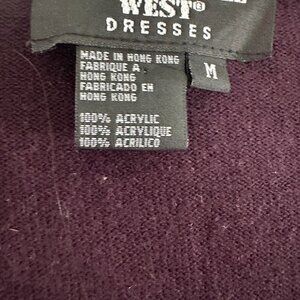 WEST®
DRESSES
MADE IN HONG KONG
FABRIQUE A
HONG KONG
FABRICADO EN
HONG KONG
M
100% ACRYLIC
100% ACRYLIQUE
100% ACRILICO